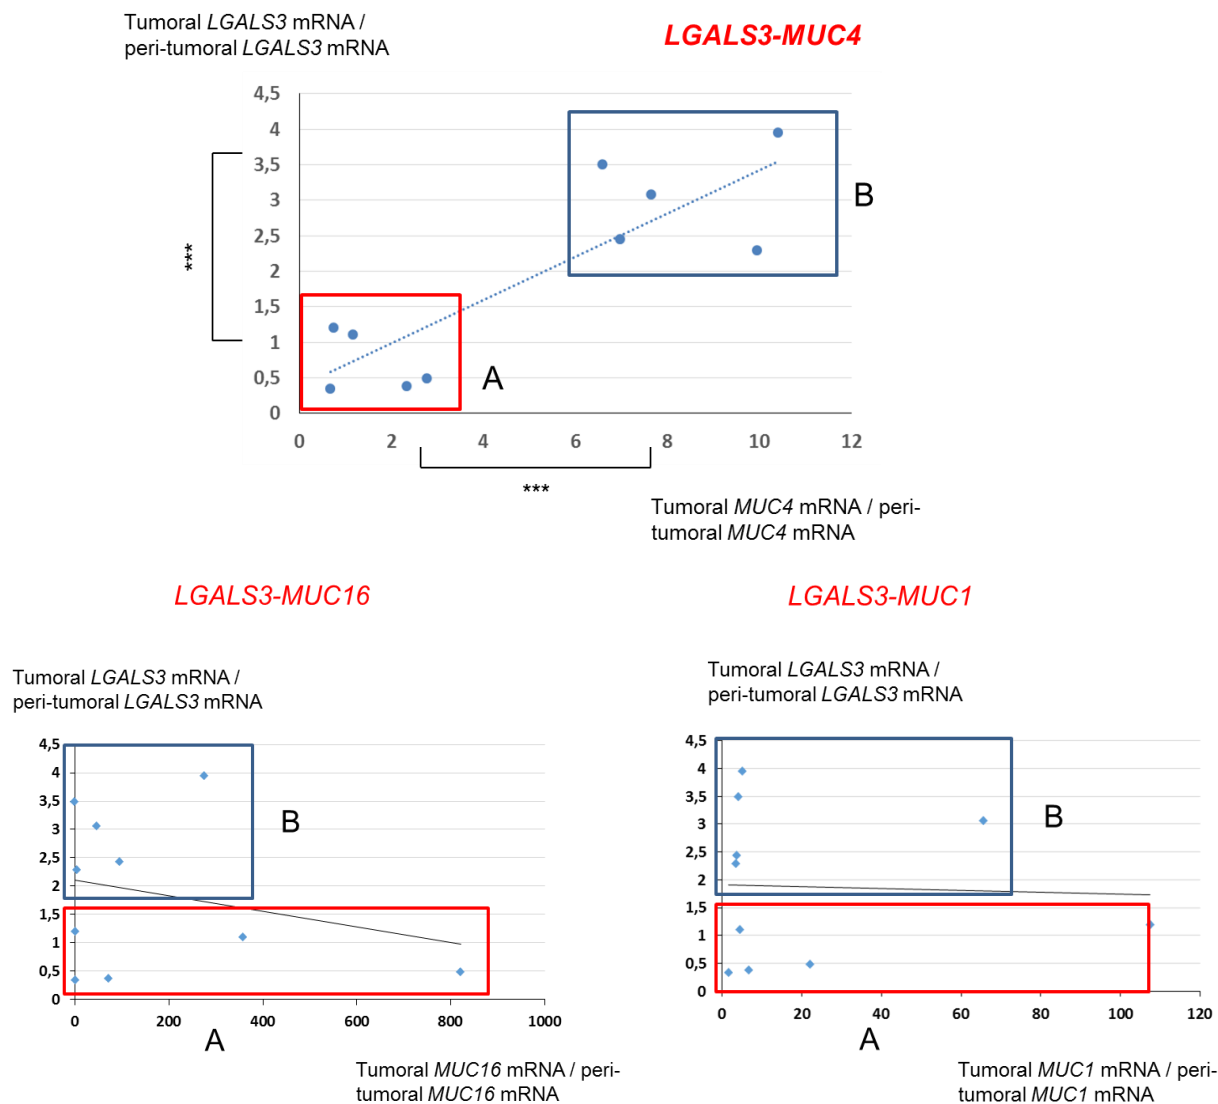 Tumoral LGALS3 mRNA /
peri-tumoral LGALS3 mRNA
LGALS3-MUC4
4,5
4
3,5
3
2,5
2
1,5
1
0,5
0
***
B
A
0 2 4 6 8 10 12
***
Tumoral MUC4 mRNA / peri-
tumoral MUC4 mRNA
LGALS3-MUC16
Tumoral LGALS3 mRNA /
peri-tumoral LGALS3 mRNA
4,5
4
3,5
3
2,5
2
1,5
1
0,5
0
B
0 200 400 600 800 1000
A
Tumoral MUC16 mRNA / peri-
tumoral MUC16 mRNA
LGALS3-MUC1
Tumoral LGALS3 mRNA /
peri-tumoral LGALS3 mRNA
4,5
4
3,5
3
2,5
2
1,5
1
0,5
0
B
0 20 40 60 80 100 120
A
Tumoral MUC1 mRNA / peri-
tumoral MUC1 mRNA